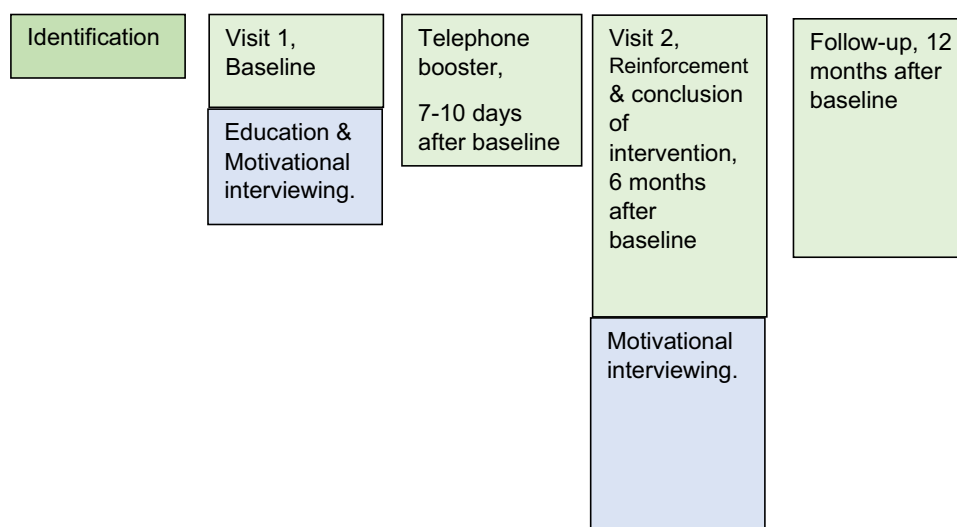 Identification
Visit 1,
Baseline
Education &
Motivational
interviewing.
Telephone
booster,
7-10 days
after baseline
Visit 2,
Reinforcement
& conclusion
of
intervention,
6 months
after
baseline
Motivational
interviewing.
Follow-up, 12
months after
baseline